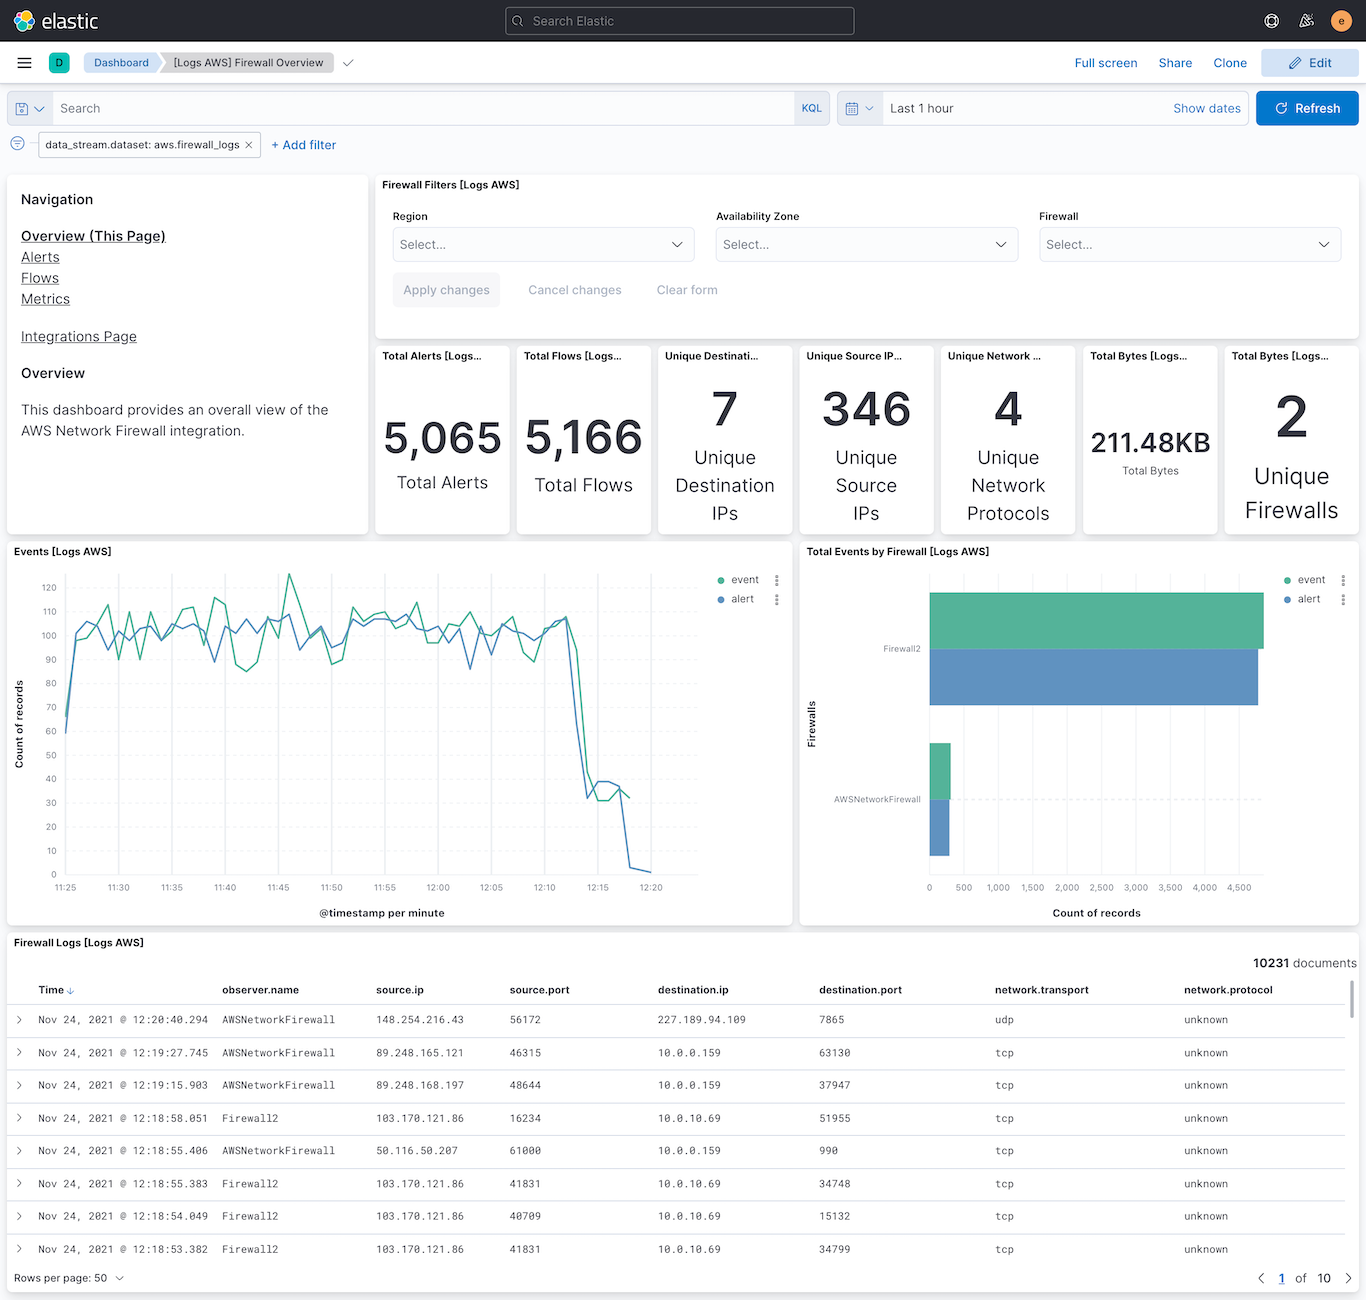 elastic
Search Elastic
e
D
Dashboard
[Logs AWS] Firewall Overview
Full screen
Share
Clone
Edit
Search
KQL
Last 1 hour
Show dates
Refresh
data_stream.dataset: aws.firewall_logs ×
+ Add filter
Navigation
Overview (This Page)
Alerts
Flows
Metrics
Integrations Page
Overview
This dashboard provides an overall view of the
AWS Network Firewall integration.
Firewall Filters [Logs AWS]
Region
Availability Zone
Firewall
Select...
Select...
Select...
Apply changes
Cancel changes
Clear form
Total Alerts [Logs...
5,065
Total Alerts
Total Flows [Logs...
5,166
Total Flows
Unique Destinati...
7
Unique
Destination
IPs
Unique Source IP...
346
Unique
Source
IPs
Unique Network ...
4
Unique
Network
Protocols
Total Bytes [Logs...
211.48KB
Total Bytes
Total Bytes [Logs...
2
Unique
Firewalls
Events [Logs AWS]
Count of records
120
110
100
90
80
70
60
50
40
30
20
10
0
11:25 11:30 11:35 11:40 11:45 11:50 11:55 12:00 12:05 12:10 12:15 12:20
@timestamp per minute
event
alert
Total Events by Firewall [Logs AWS]
Firewalls
Firewall2
AWSNetworkFirewall
0 500 1,000 1,500 2,000 2,500 3,000 3,500 4,000 4,500
Count of records
event
alert
Firewall Logs [Logs AWS]
10231 documents
Time observer.name source.ip source.port destination.ip destination.port network.transport network.protocol
Nov 24, 2021 @ 12:20:40.294 AWSNetworkFirewall 148.254.216.43 56172 227.189.94.109 7865 udp unknown
Nov 24, 2021 @ 12:19:27.745 AWSNetworkFirewall 89.248.165.121 46315 10.0.0.159 63130 tcp unknown
Nov 24, 2021 @ 12:19:15.903 AWSNetworkFirewall 89.248.168.197 48644 10.0.0.159 37947 tcp unknown
Nov 24, 2021 @ 12:18:58.051 Firewall2 103.170.121.86 16234 10.0.10.69 51955 tcp unknown
Nov 24, 2021 @ 12:18:55.406 AWSNetworkFirewall 50.116.50.207 61000 10.0.0.159 990 tcp unknown
Nov 24, 2021 @ 12:18:55.383 Firewall2 103.170.121.86 41831 10.0.10.69 34748 tcp unknown
Nov 24, 2021 @ 12:18:54.049 Firewall2 103.170.121.86 40709 10.0.10.69 15132 tcp unknown
Nov 24, 2021 @ 12:18:53.382 Firewall2 103.170.121.86 41831 10.0.10.69 34799 tcp unknown
Rows per page: 50
1 of 10